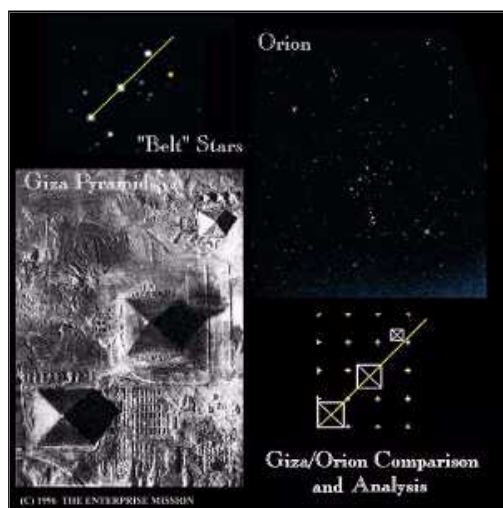 Orion
"Belt" Stars
Giza Pyramids
Giza/Orion Comparison
and Analysis
(C) 1996 THE ENTERPRISE MISSION